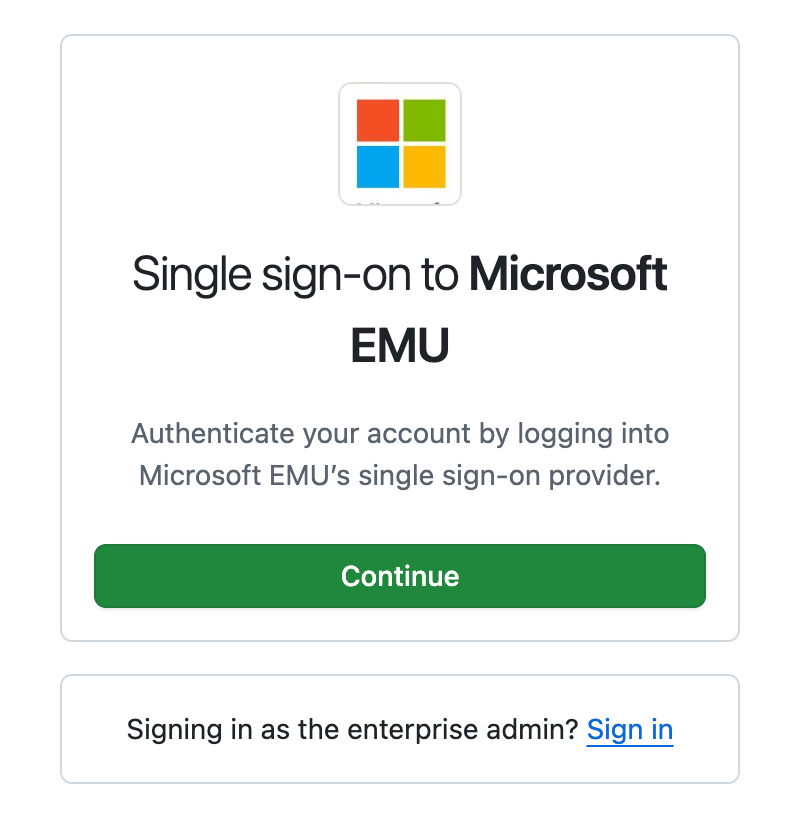 Single sign-on to Microsoft
EMU
Authenticate your account by logging into
Microsoft EMU’s single sign-on provider.
Continue
Signing in as the enterprise admin? Sign in